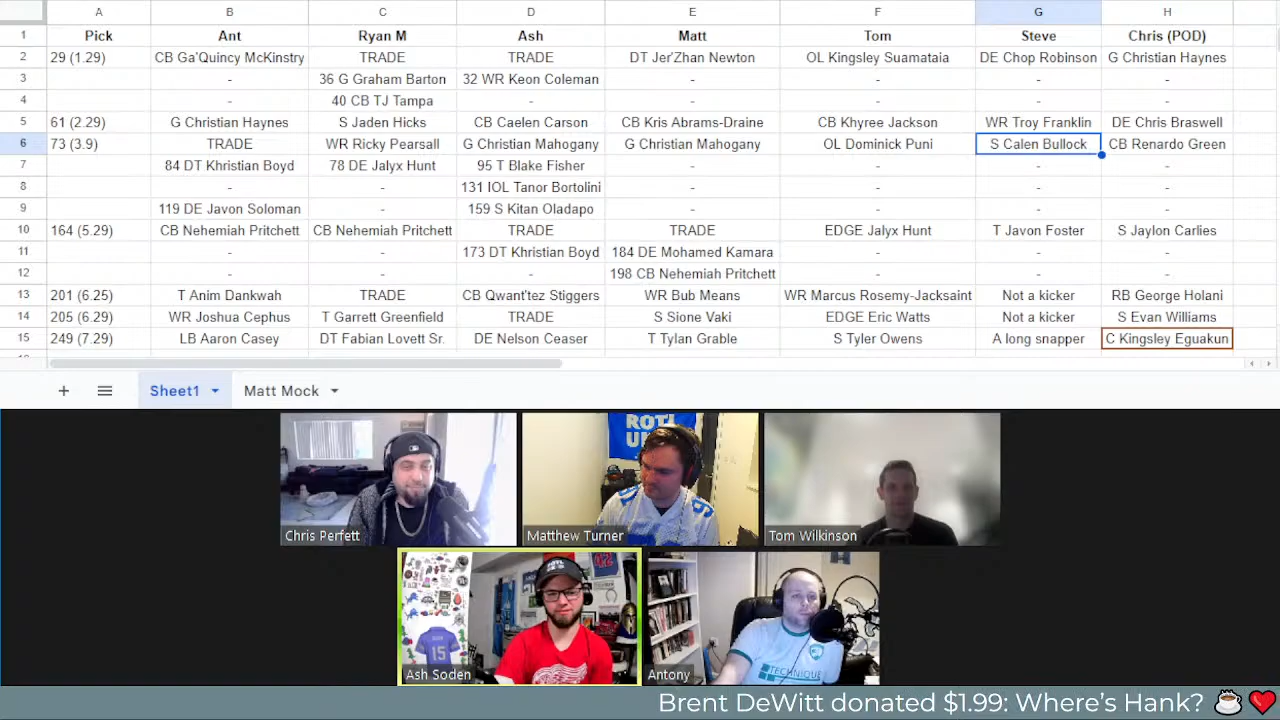 A B C D E F G H
1 Pick Ant Ryan M Ash Matt Tom Steve Chris (POD)
2 29 (1.29) CB Ga'Quincy McKinstry TRADE TRADE DT Jer'Zhan Newton OL Kingsley Suamataia DE Chop Robinson G Christian Haynes
3 - 36 G Graham Barton 32 WR Keon Coleman - - - -
4 - 40 CB TJ Tampa - - - - -
5 61 (2.29) G Christian Haynes S Jaden Hicks CB Caelen Carson CB Kris Abrams-Draine CB Khyree Jackson WR Troy Franklin DE Chris Braswell
6 73 (3.9) TRADE WR Ricky Pearsall G Christian Mahogany G Christian Mahogany OL Dominick Puni S Calen Bullock CB Renardo Green
7 84 DT Khristian Boyd 78 DE Jalyx Hunt 95 T Blake Fisher - - - -
8 - - 131 IOL Tanor Bortolini - - - -
9 119 DE Javon Soloman - 159 S Kitan Oladapo - - - -
10 164 (5.29) CB Nehemiah Pritchett CB Nehemiah Pritchett TRADE TRADE EDGE Jalyx Hunt T Javon Foster S Jaylon Carlies
11 - - 173 DT Khristian Boyd 184 DE Mohamed Kamara - - -
12 - - - 198 CB Nehemiah Pritchett - - -
13 201 (6.25) T Anim Dankwah TRADE CB Qwant'tez Stiggers WR Bub Means WR Marcus Rosemy-Jacksaint Not a kicker RB George Holani
14 205 (6.29) WR Joshua Cephus T Garrett Greenfield TRADE S Sione Vaki EDGE Eric Watts Not a kicker S Evan Williams
15 249 (7.29) LB Aaron Casey DT Fabian Lovett Sr. DE Nelson Ceaser T Tylan Grable S Tyler Owens A long snapper C Kingsley Eguakun
Sheet1 Matt Mock
ROTL
Chris Perfett Matthew Turner Tom Wilkinson
15
TECHNIQUE
Ash Soden Antony
Brent DeWitt donated $1.99: Where's Hank? ☕❤️